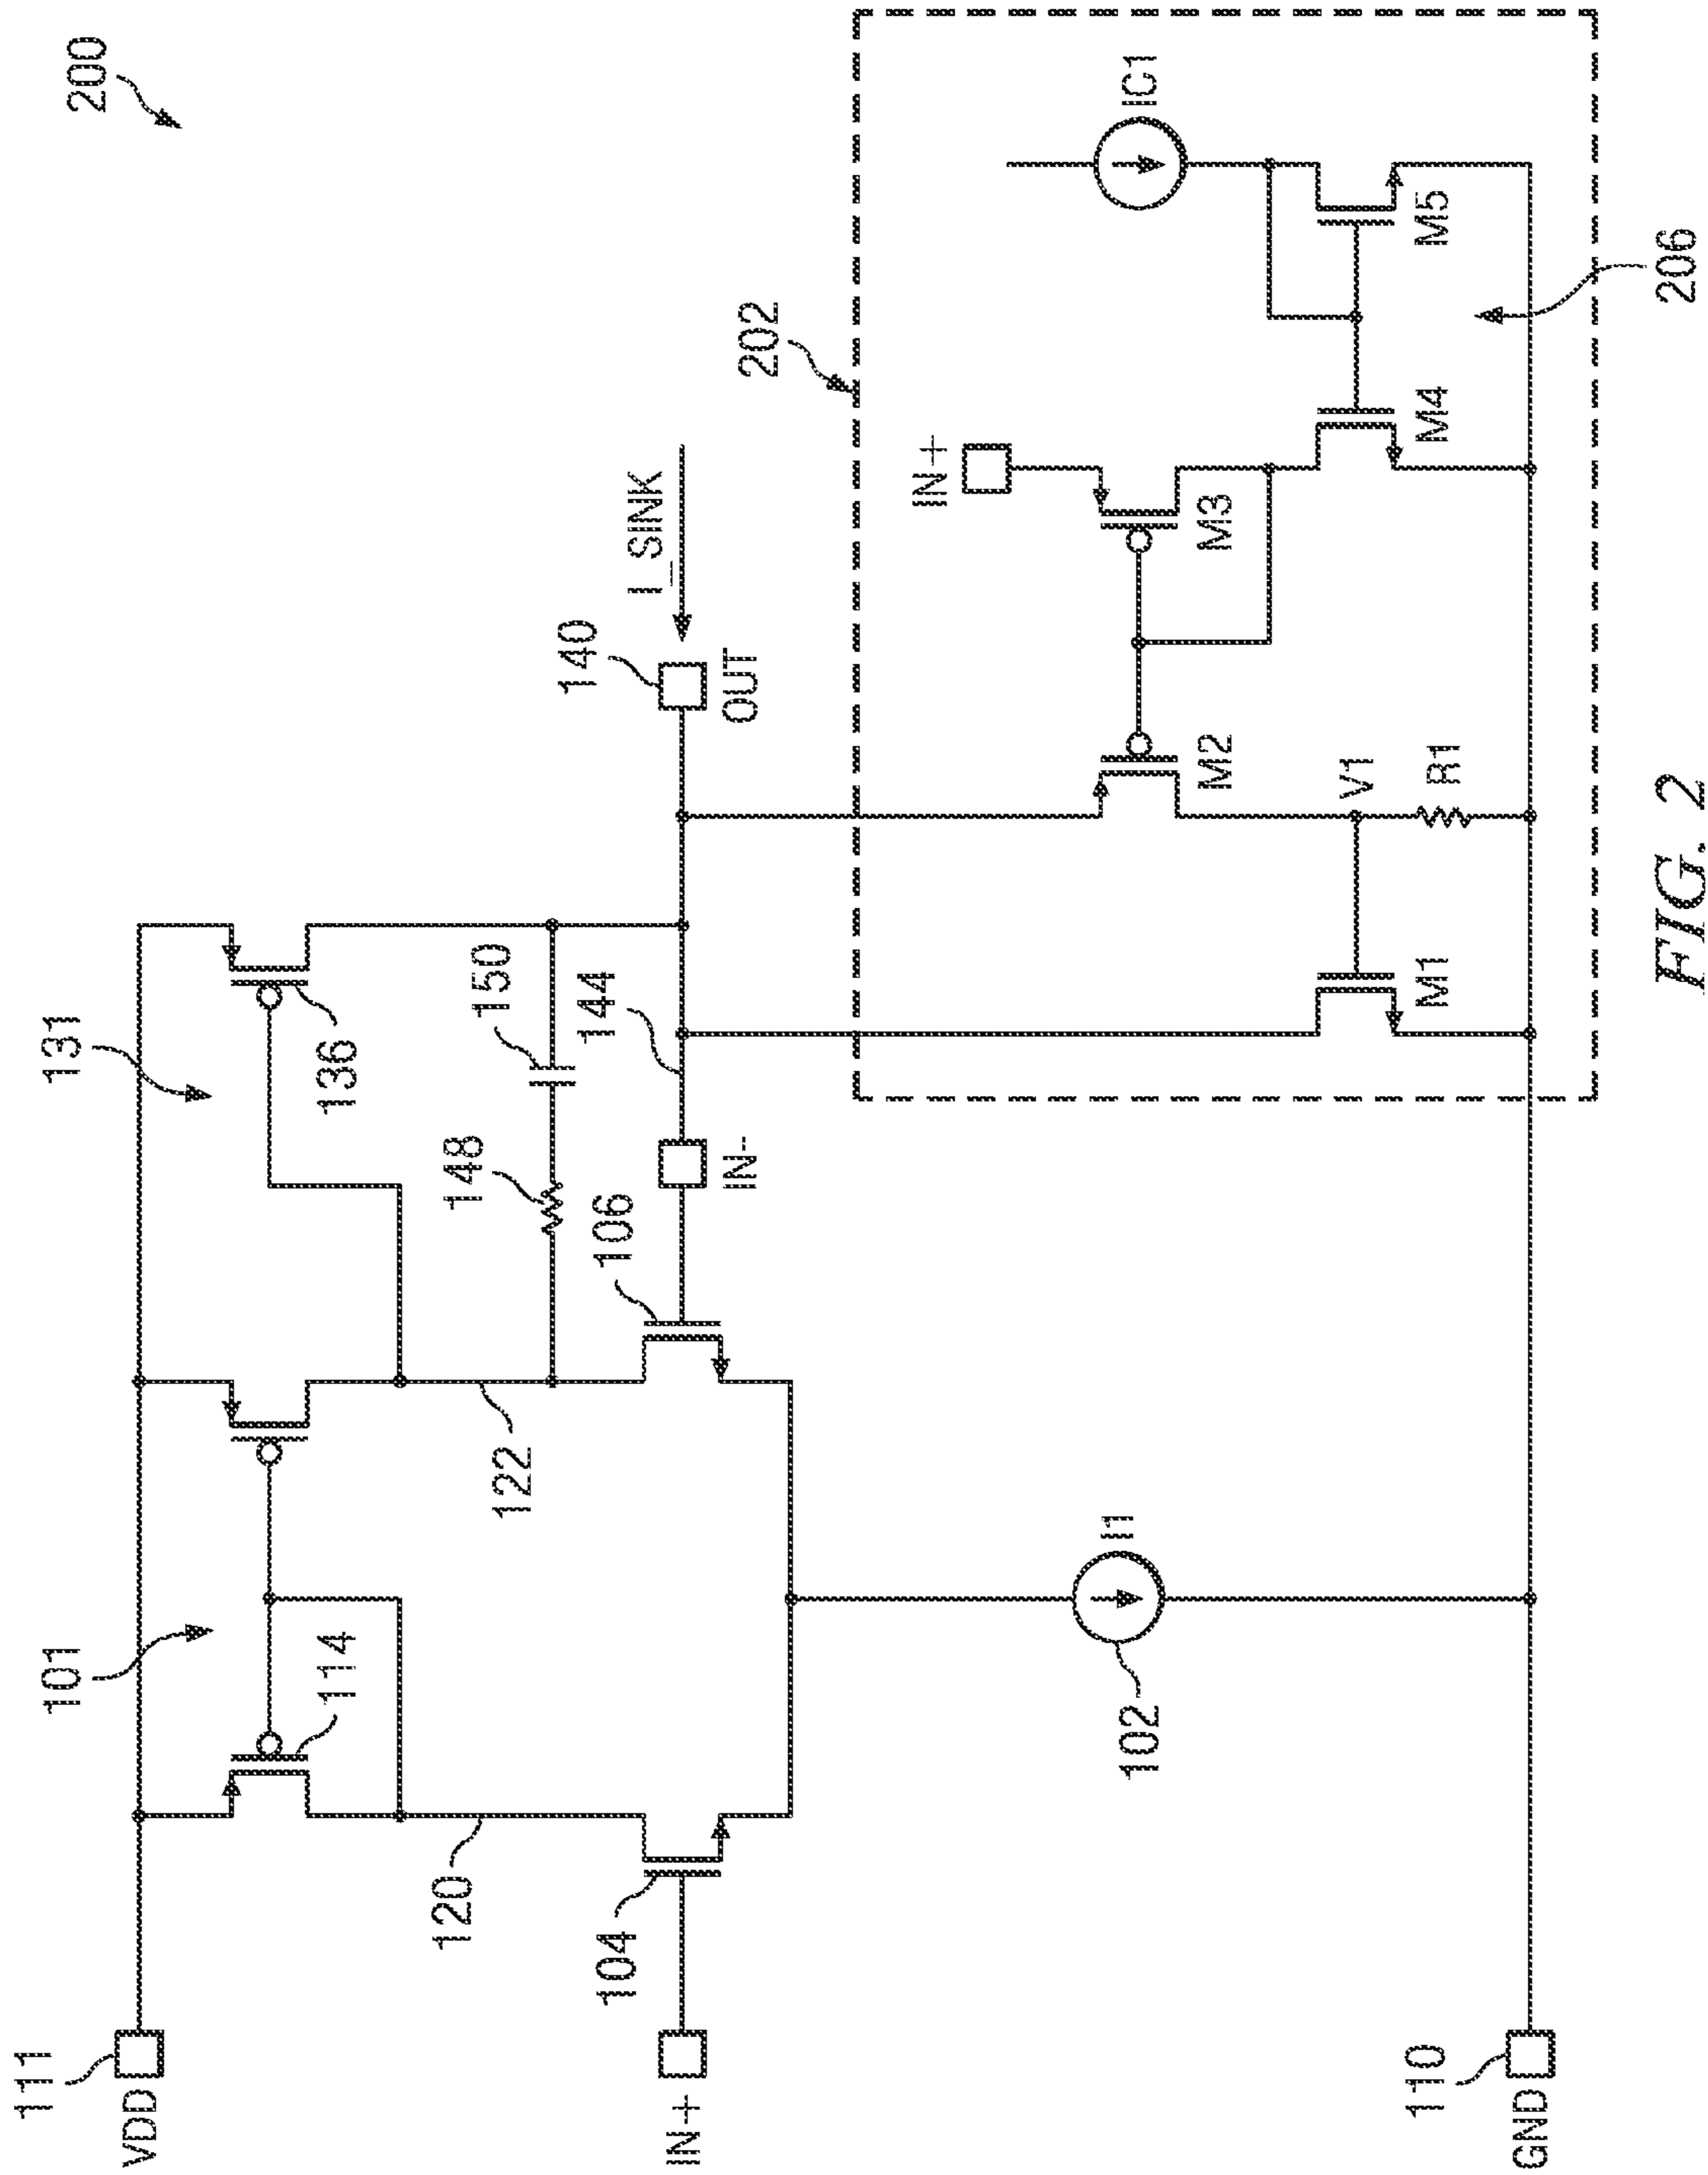 200
111
VDD
101
114
131
136
120
122
148
150
144
140
OUT
I_SINK
104
IN+
106
IN-
I1
102
202
IN+
IC1
M2
M3
V1
R1
M1
M4
M5
206
110
GND
FIG. 2